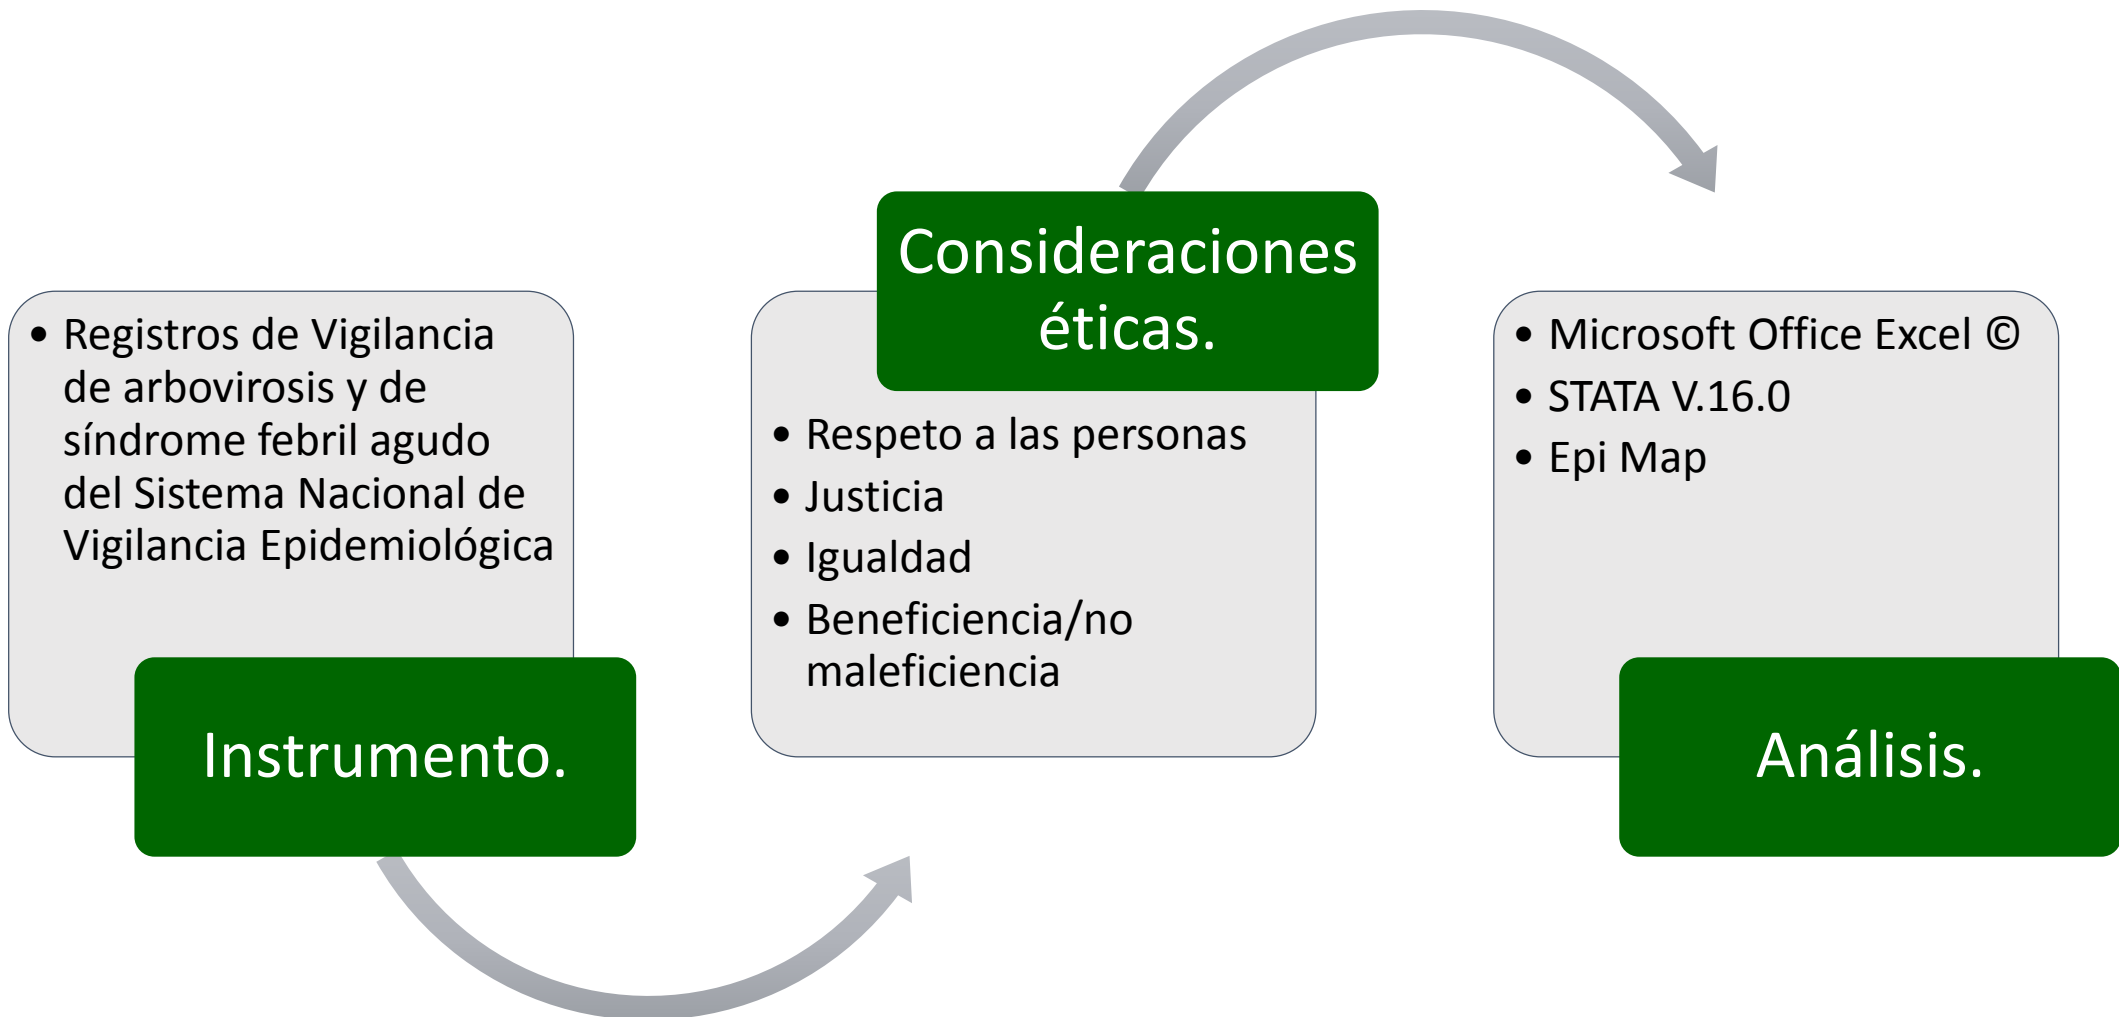 • Registros de Vigilancia
de arbovirosis y de
síndrome febril agudo
del Sistema Nacional de
Vigilancia Epidemiológica
Instrumento.
Consideraciones
éticas.
• Respeto a las personas
• Justicia
• Igualdad
• Beneficiencia/no
maleficiencia
• Microsoft Office Excel ©
• STATA V.16.0
• Epi Map
Análisis.